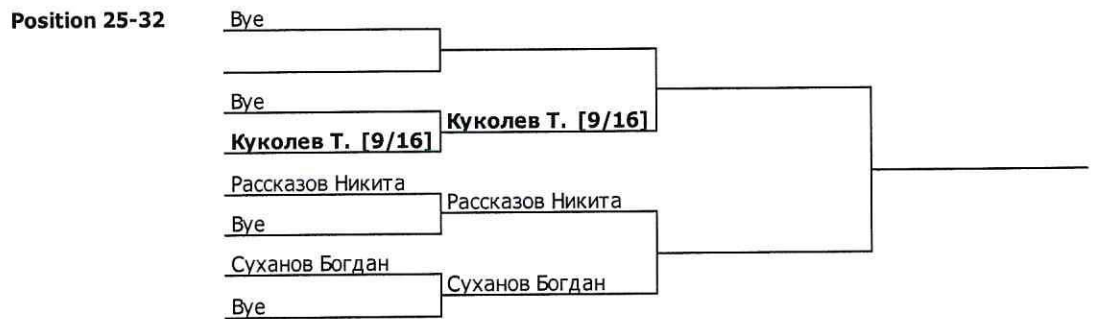 Position 25-32
Bye
Bye
Куколев Т. [9/16]
Куколев Т. [9/16]
Рассказов Никита
Рассказов Никита
Bye
Суханов Богдан
Суханов Богдан
Bye